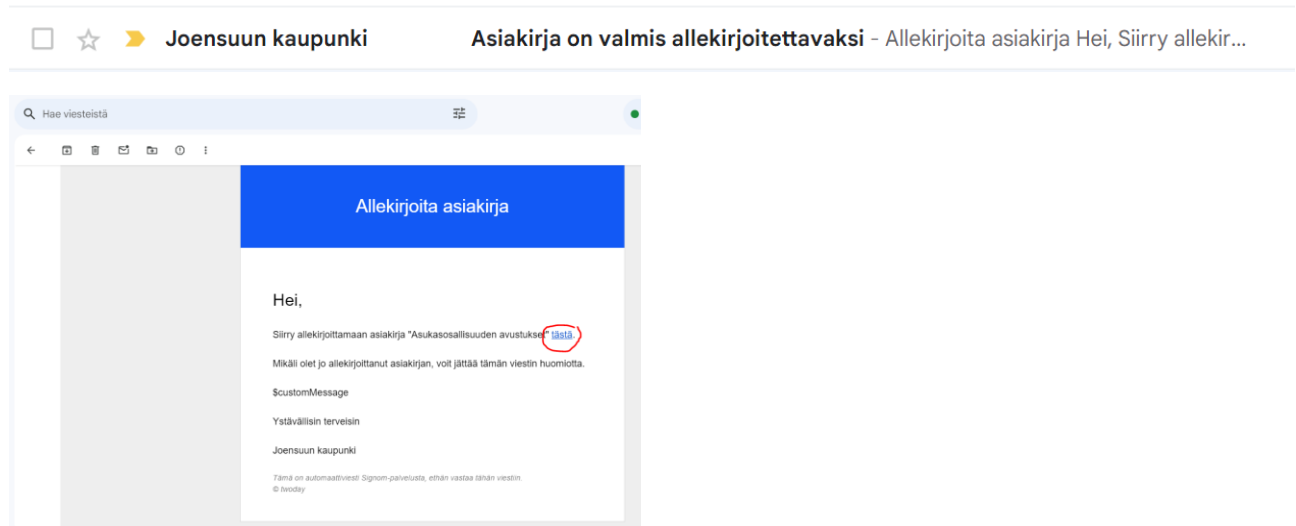 Joensuun kaupunki Asiakirja on valmis allekirjoitettavaksi - Allekirjoita asiakirja Hei, Siirry allekir...
Hae viesteistä
Allekirjoita asiakirja
Hei,
Siirry allekirjoittamaan asiakirja "Asukasosallisuuden avustukset" tästä.
Mikäli olet jo allekirjoittanut asiakirjan, voit jättää tämän viestin huomiotta.
$customMessage
Ystävällisin terveisin
Joensuun kaupunki
Tämä on automaattiviesti Signom-palvelusta, ethän vastaa tähän viestiin.
© twoday